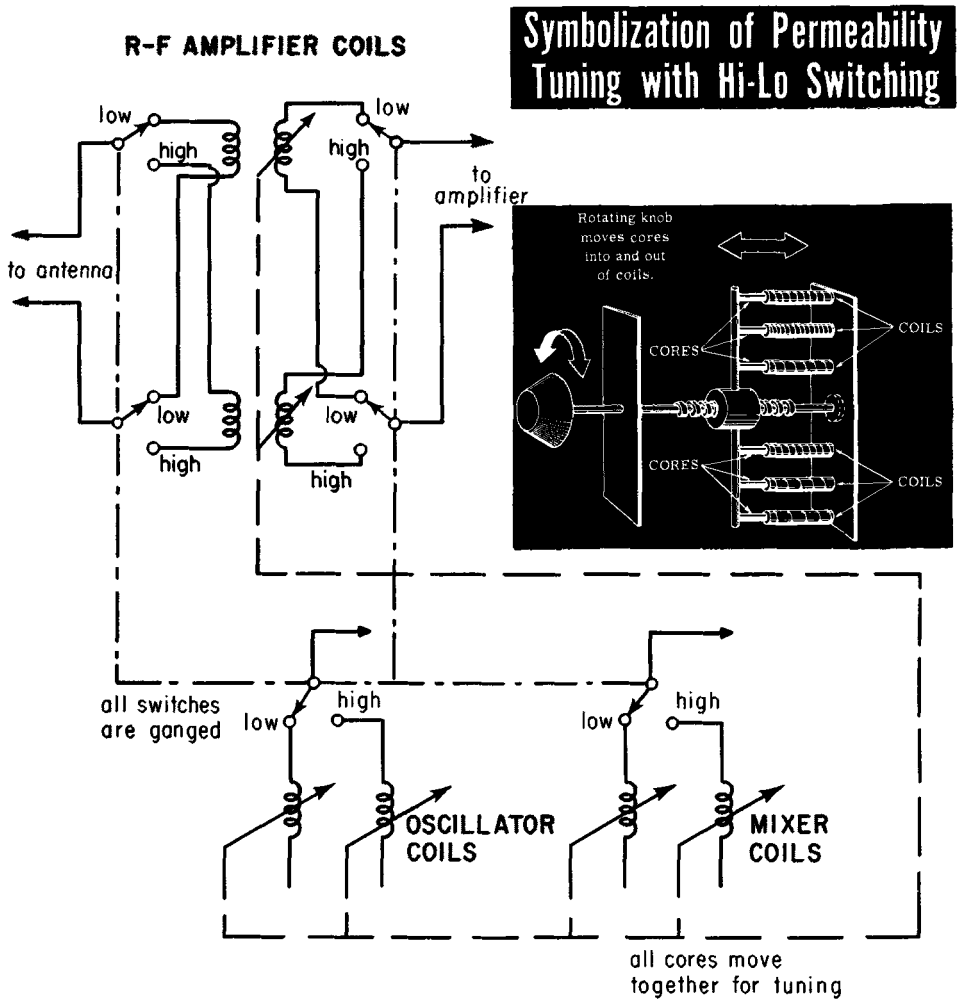 R-F AMPLIFIER COILS
Symbolization of Permeability
Tuning with Hi-Lo Switching
low
high
low
high
to
amplifier
to antenna
low
high
low
high
Rotating knob
moves cores
into and out
of coils.
CORES
COILS
CORES
COILS
all switches
are ganged
low
high
low
high
OSCILLATOR
COILS
MIXER
COILS
all cores move
together for tuning